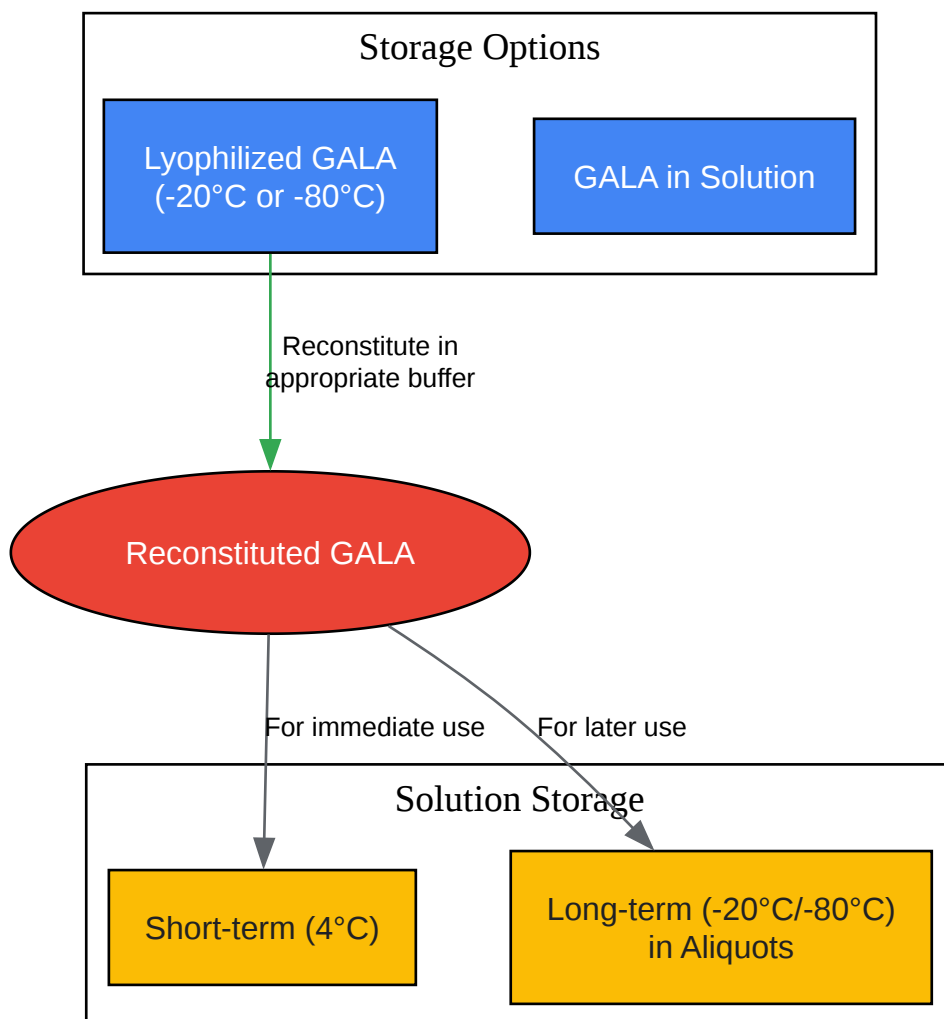 Storage Options
Lyophilized GALA
(-20°C or -80°C)
GALA in Solution
Reconstitute in
appropriate buffer
Reconstituted GALA
For immediate use
For later use
Solution Storage
Short-term (4°C)
Long-term (-20°C/-80°C)
in Aliquots